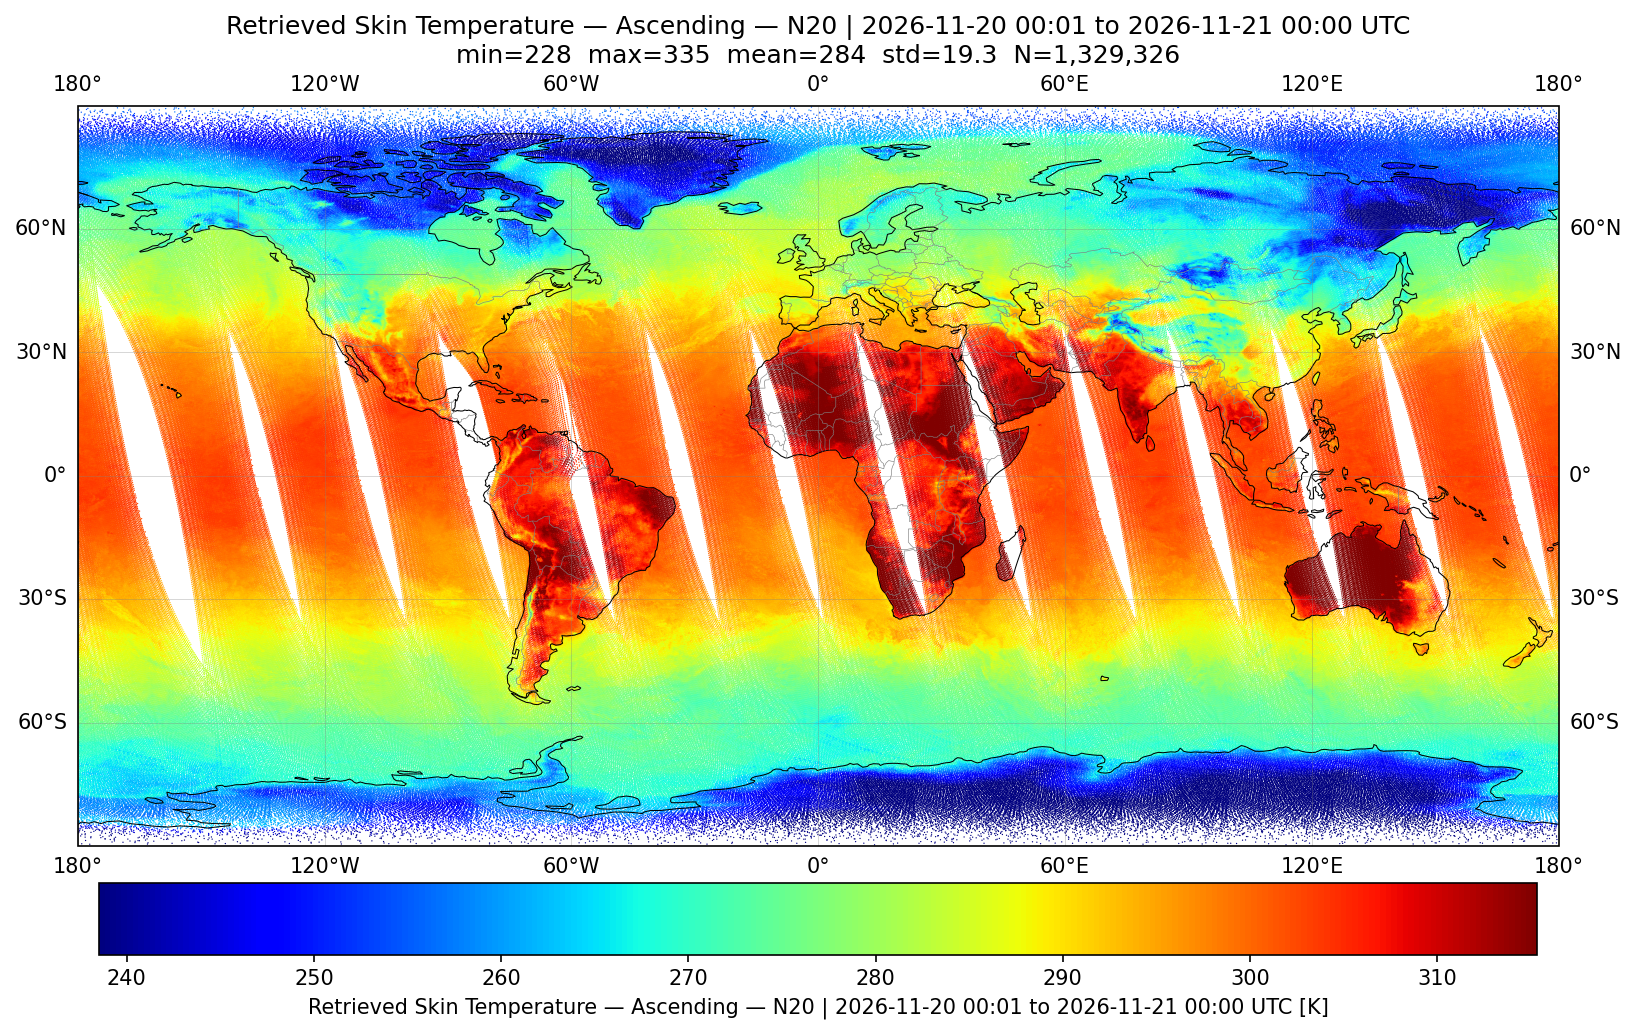 Retrieved Skin Temperature — Ascending — N20 | 2026-11-20 00:01 to 2026-11-21 00:00 UTC
min=228 max=335 mean=284 std=19.3 N=1,329,326
180° 120°W 60°W 0° 60°E 120°E 180°
60°N 60°N
30°N 30°N
0° 0°
30°S 30°S
60°S 60°S
180° 120°W 60°W 0° 60°E 120°E 180°
240 250 260 270 280 290 300 310
Retrieved Skin Temperature — Ascending — N20 | 2026-11-20 00:01 to 2026-11-21 00:00 UTC [K]